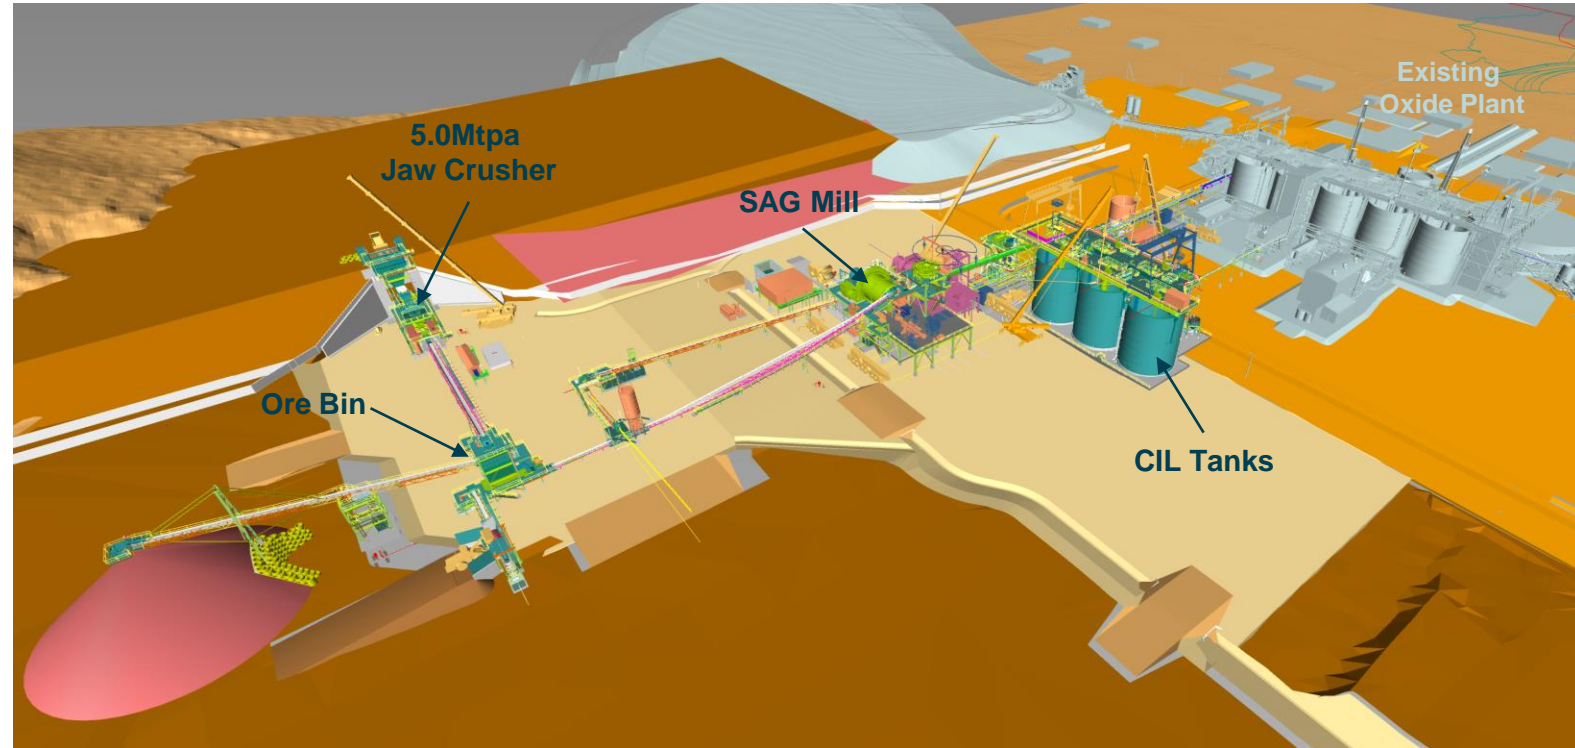 Existing
Oxide Plant
5.0Mtpa
Jaw Crusher
SAG Mill
Ore Bin
CIL Tanks